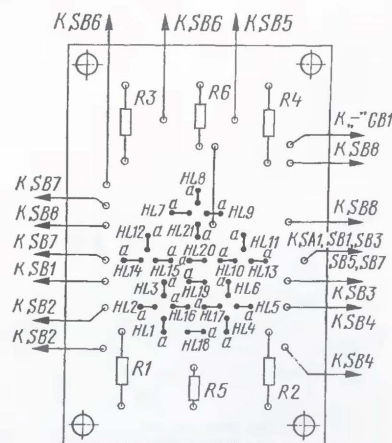 К SB6 К SB6 К SB5
R3 R6 R4
К „–" GB1
К SB8
HL8
а
К SB7
HL7 а а HL9
К SB8
HL12 HL21 а К SB8
а а HL11
К SB7 HL20 К SA1, SB1, SB3
HL14 HL15 HL10 HL13 SB5, SB7
К SB1 HL3 HL19 HL6
а а а К SB3
К SB2 HL2 HL5
HL16 HL17 К SB4
HL1 а HL4
К SB2 HL18 а К SB4
R1 R5 R2